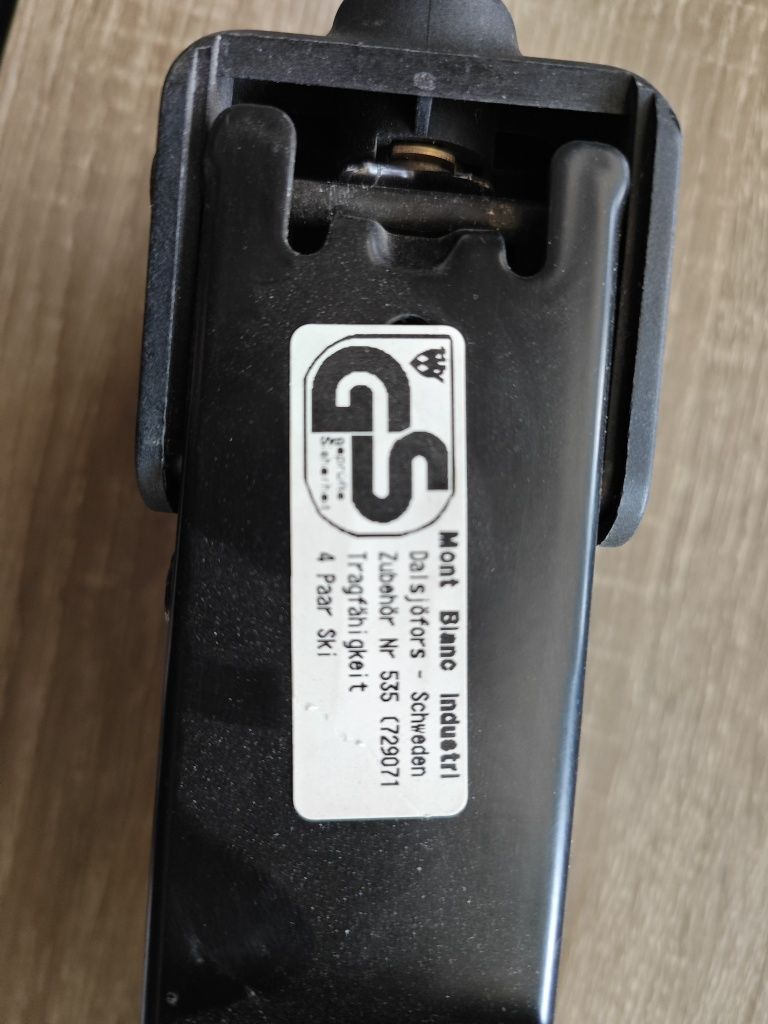 GS
Geprüfte
Sicherheit
Mont Blanc Industri
Dalsjöfors - Schweden
Zubehör Nr 535 (729071
Tragfähigkeit
4 Paar Ski